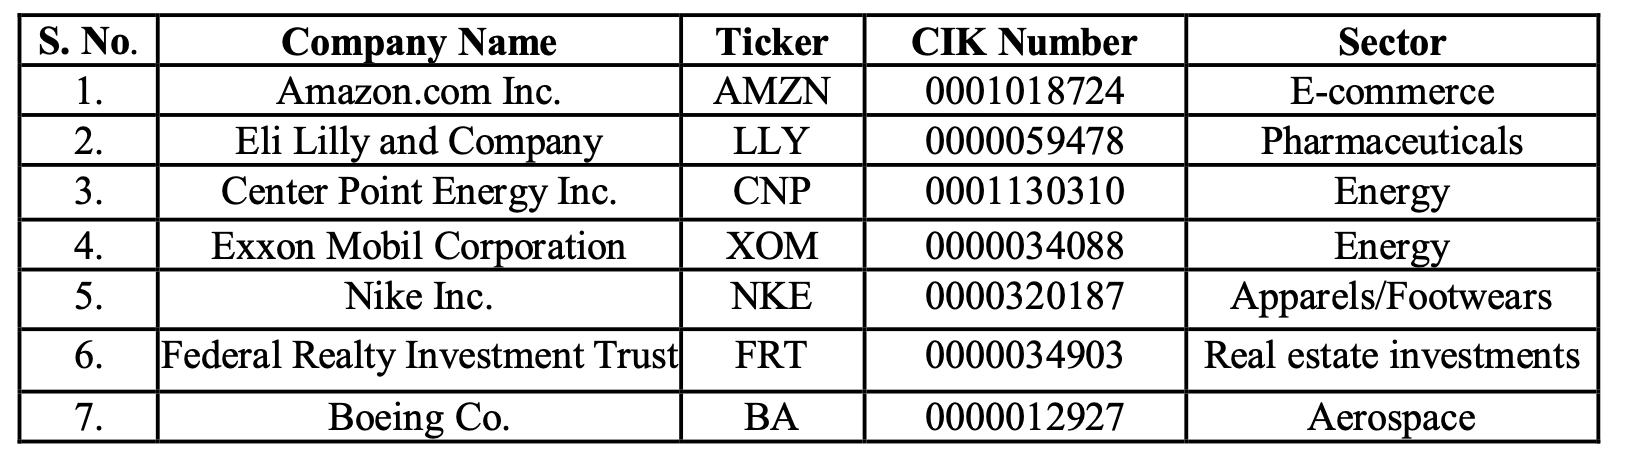 S. No. Company Name Ticker CIK Number Sector
1. Amazon.com Inc. AMZN 0001018724 E-commerce
2. Eli Lilly and Company LLY 0000059478 Pharmaceuticals
3. Center Point Energy Inc. CNP 0001130310 Energy
4. Exxon Mobil Corporation XOM 0000034088 Energy
5. Nike Inc. NKE 0000320187 Apparels/Footwears
6. Federal Realty Investment Trust FRT 0000034903 Real estate investments
7. Boeing Co. BA 0000012927 Aerospace